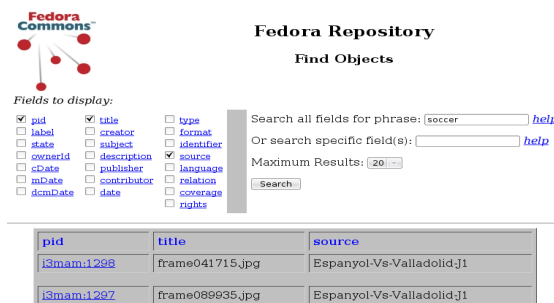 Fedora
Commons™
Fedora Repository
Find Objects
Fields to display:
pid title type
label creator format
state subject identifier
ownerId description source
cDate publisher language
mDate contributor relation
dcmDate date coverage
rights
Search all fields for phrase: soccer help
Or search specific field(s): help
Maximum Results: 20
Search
pid title source
i3mam:1298 frame041715.jpg Espanyol-Vs-Valladolid-J1
i3mam:1297 frame089935.jpg Espanyol-Vs-Valladolid-J1